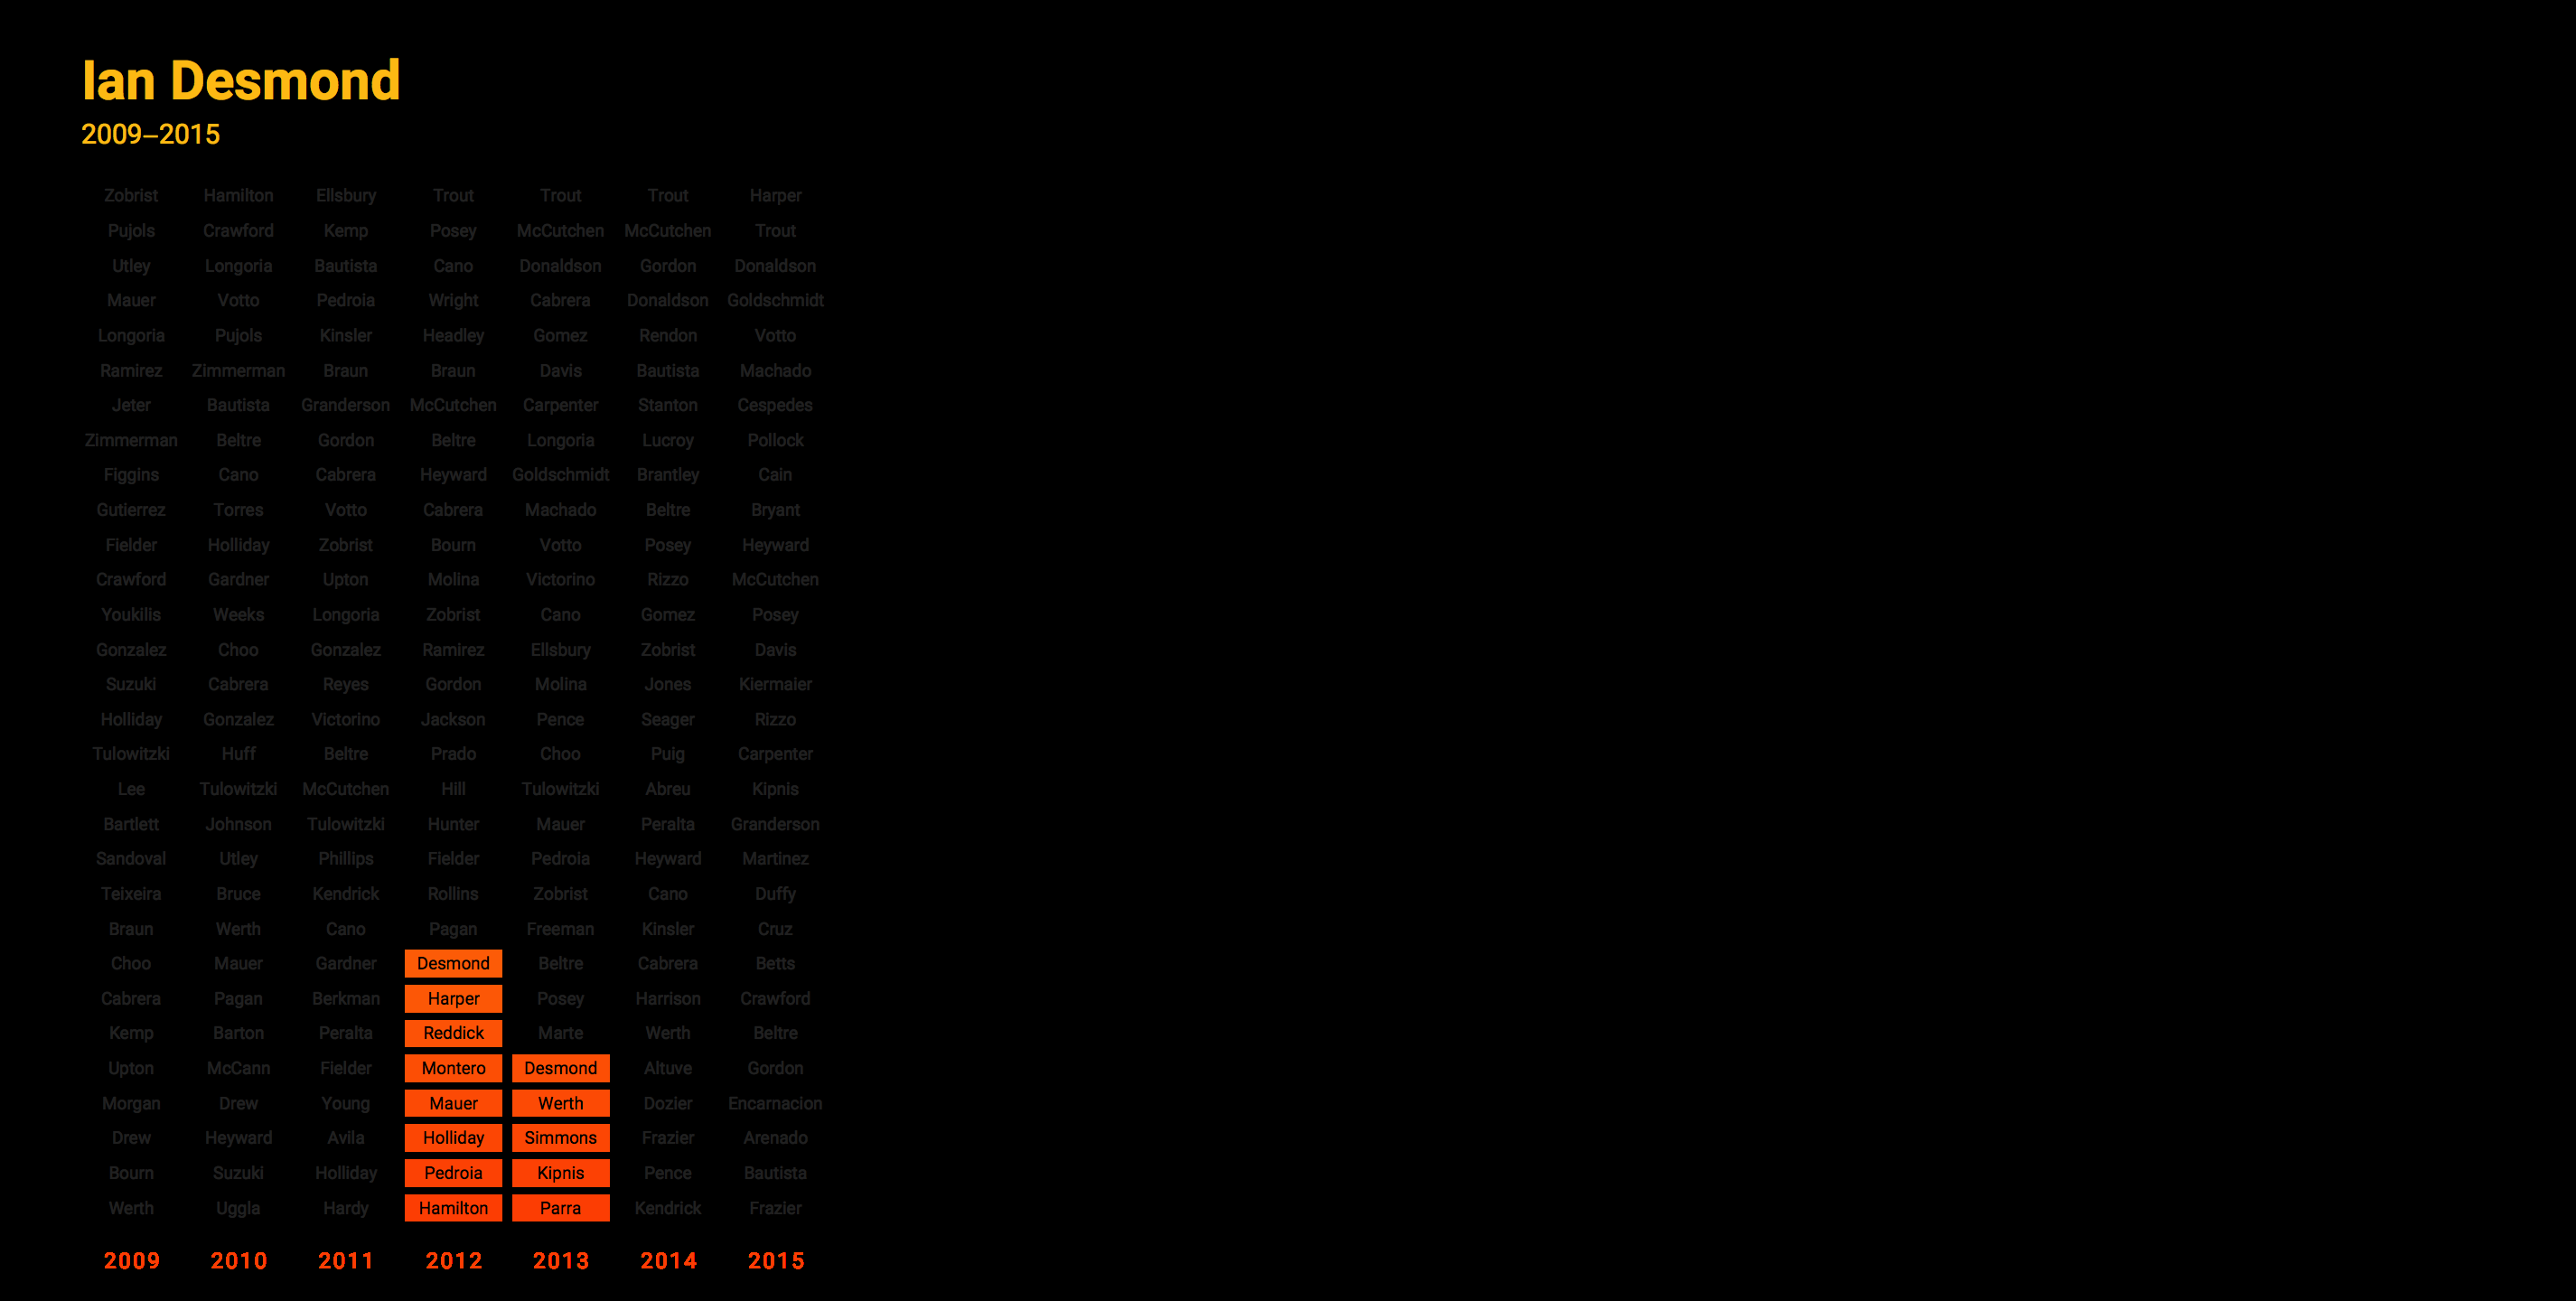 Ian Desmond
2009–2015
Zobrist Hamilton Ellsbury Trout Trout Trout Harper
Pujols Crawford Kemp Posey McCutchen McCutchen Trout
Utley Longoria Bautista Cano Donaldson Gordon Donaldson
Mauer Votto Pedroia Wright Cabrera Donaldson Goldschmidt
Longoria Pujols Kinsler Headley Gomez Rendon Votto
Ramirez Zimmerman Braun Braun Davis Bautista Machado
Jeter Bautista Granderson McCutchen Carpenter Stanton Cespedes
Zimmerman Beltre Gordon Beltre Longoria Lucroy Pollock
Figgins Cano Cabrera Heyward Goldschmidt Brantley Cain
Gutierrez Torres Votto Cabrera Machado Beltre Bryant
Fielder Holliday Zobrist Bourn Votto Posey Heyward
Crawford Gardner Upton Molina Victorino Rizzo McCutchen
Youkilis Weeks Longoria Zobrist Cano Gomez Posey
Gonzalez Choo Gonzalez Ramirez Ellsbury Zobrist Davis
Suzuki Cabrera Reyes Gordon Molina Jones Kiermaier
Holliday Gonzalez Victorino Jackson Pence Seager Rizzo
Tulowitzki Huff Beltre Prado Choo Puig Carpenter
Lee Tulowitzki McCutchen Hill Tulowitzki Abreu Kipnis
Bartlett Johnson Tulowitzki Hunter Mauer Peralta Granderson
Sandoval Utley Phillips Fielder Pedroia Heyward Martinez
Teixeira Bruce Kendrick Rollins Zobrist Cano Duffy
Braun Werth Cano Pagan Freeman Kinsler Cruz
Choo Mauer Gardner Desmond Beltre Cabrera Betts
Cabrera Pagan Berkman Harper Posey Harrison Crawford
Kemp Barton Peralta Reddick Marte Werth Beltre
Upton McCann Fielder Montero Desmond Altuve Gordon
Morgan Drew Young Mauer Werth Dozier Encarnacion
Drew Heyward Avila Holliday Simmons Frazier Arenado
Bourn Suzuki Holliday Pedroia Kipnis Pence Bautista
Werth Uggla Hardy Hamilton Parra Kendrick Frazier
2009 2010 2011 2012 2013 2014 2015